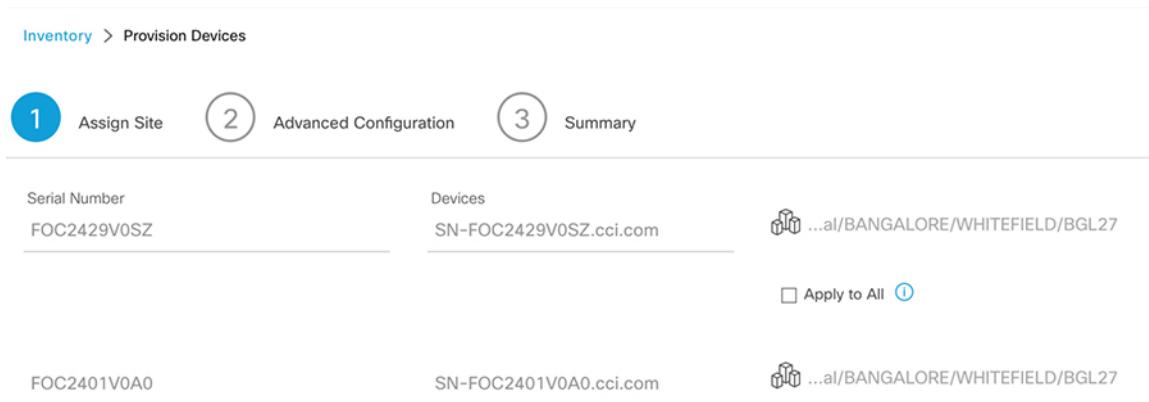 Inventory > Provision Devices
1 Assign Site 2 Advanced Configuration 3 Summary
Serial Number Devices
FOC2429V0SZ SN-FOC2429V0SZ.cci.com ...al/BANGALORE/WHITEFIELD/BGL27
Apply to All
FOC2401V0A0 SN-FOC2401V0A0.cci.com ...al/BANGALORE/WHITEFIELD/BGL27